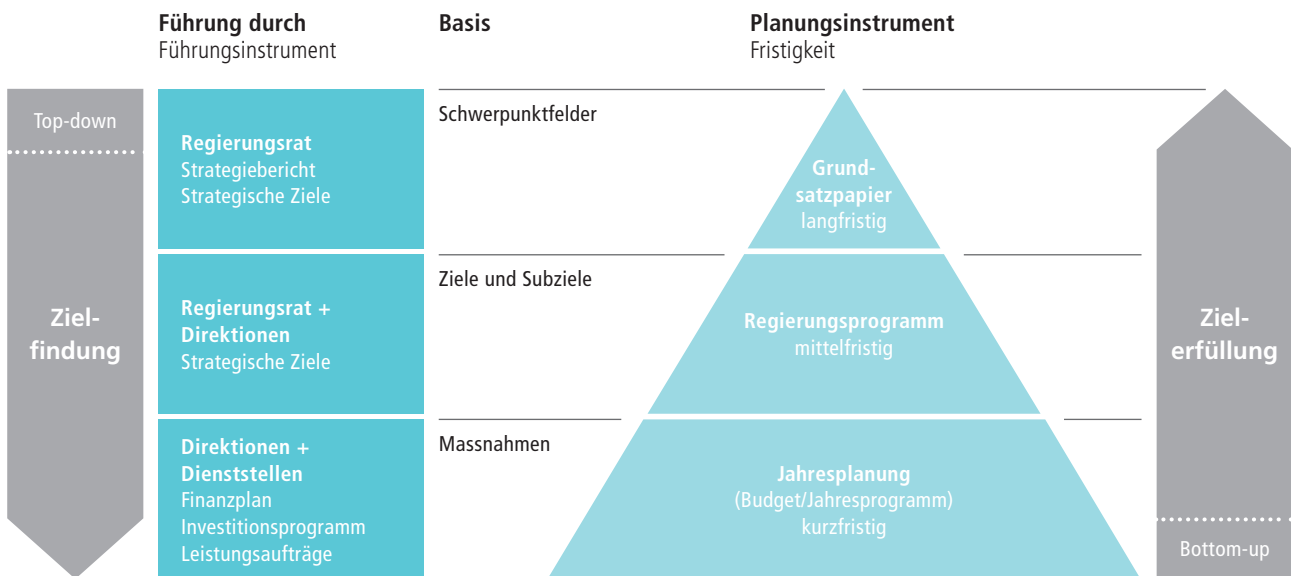 Führung durch
Führungsinstrument
Basis
Planungsinstrument
Fristigkeit
Top-down
Ziel-
findung
Regierungsrat
Strategiebericht
Strategische Ziele
Schwerpunktfelder
Grund-
satzpapier
langfristig
Regierungsrat +
Direktionen
Strategische Ziele
Ziele und Subziele
Regierungsprogramm
mittelfristig
Direktionen +
Dienststellen
Finanzplan
Investitionsprogramm
Leistungsaufträge
Massnahmen
Jahresplanung
(Budget/Jahresprogramm)
kurzfristig
Ziel-
erfüllung
Bottom-up